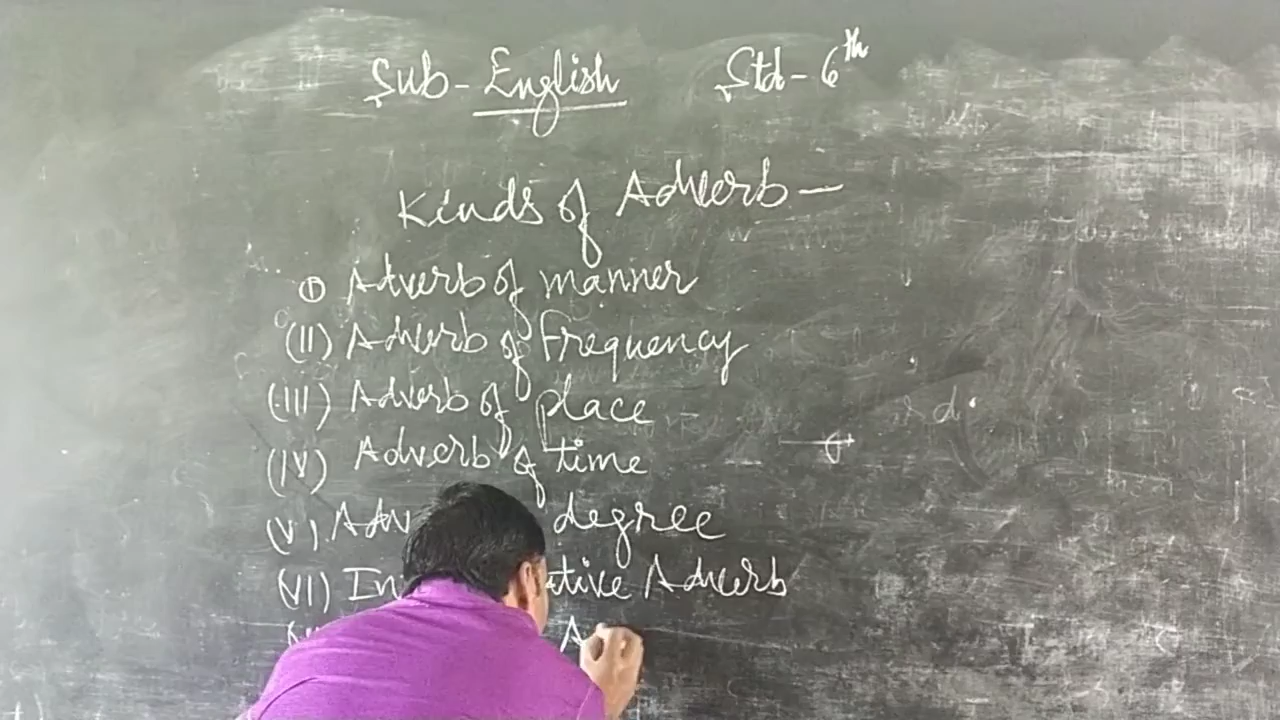 Sub - English Std - 6th
Kinds of Adverb —
(I) Adverb of manner
(II) Adverb of frequency
(III) Adverb of place
(IV) Adverb of time
(V) Adv degree
(VI) In tive Adverb
A